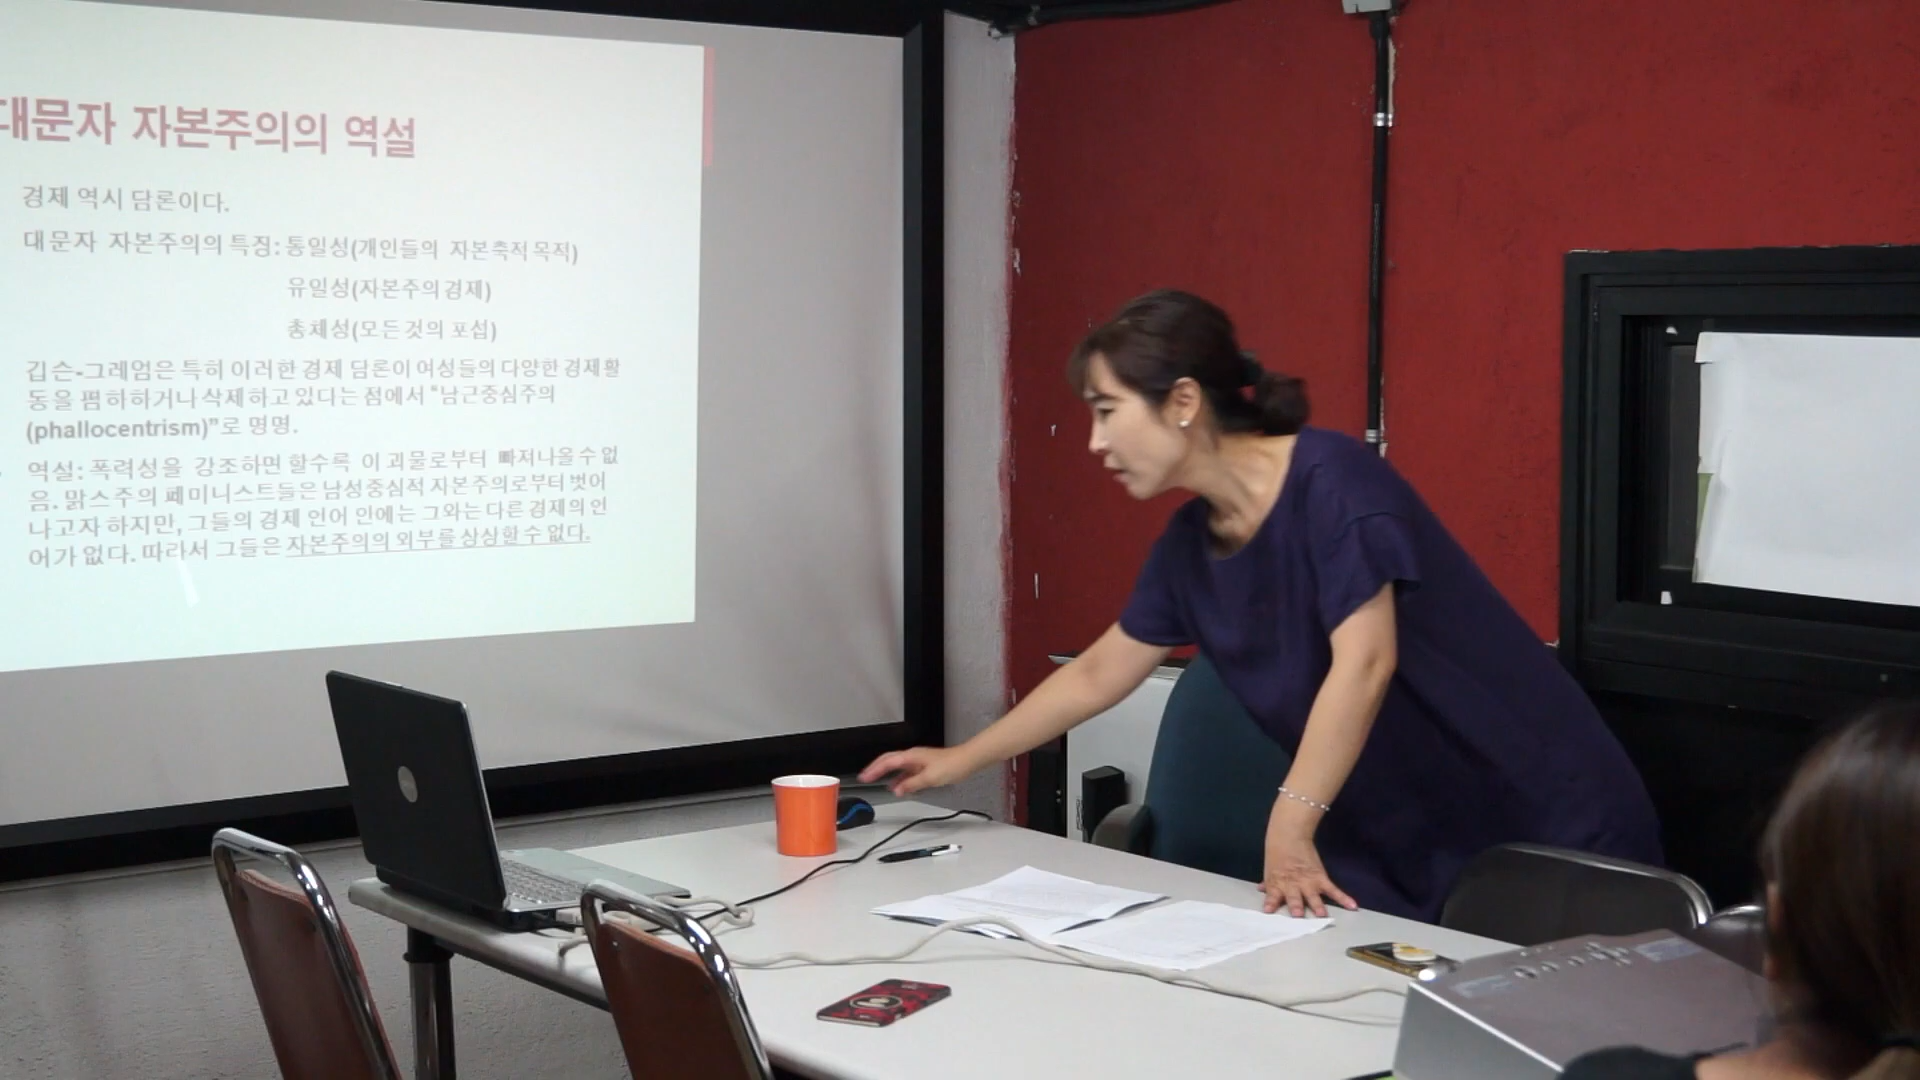 대문자 자본주의의 역설
경제 역시 담론이다.
대문자 자본주의의 특징: 통일성(개인들의 자본축적 목적)
유일성(자본주의 경제)
총체성(모든 것의 포섭)
깁슨-그레엄은 특히 이러한 경제 담론이 여성들의 다양한 경제활
동을 폄하하거나 삭제하고 있다는 점에서 “남근중심주의
(phallocentrism)”로 명명.
역설: 폭력성을 강조하면 할수록 이 괴물로부터 빠져나올 수 없
음. 맑스주의 페미니스트들은 남성중심적 자본주의로부터 벗어
나고자 하지만, 그들의 경제 언어 안에는 그와는 다른 경제의 언
어가 없다. 따라서 그들은 자본주의의 외부를 상상할 수 없다.